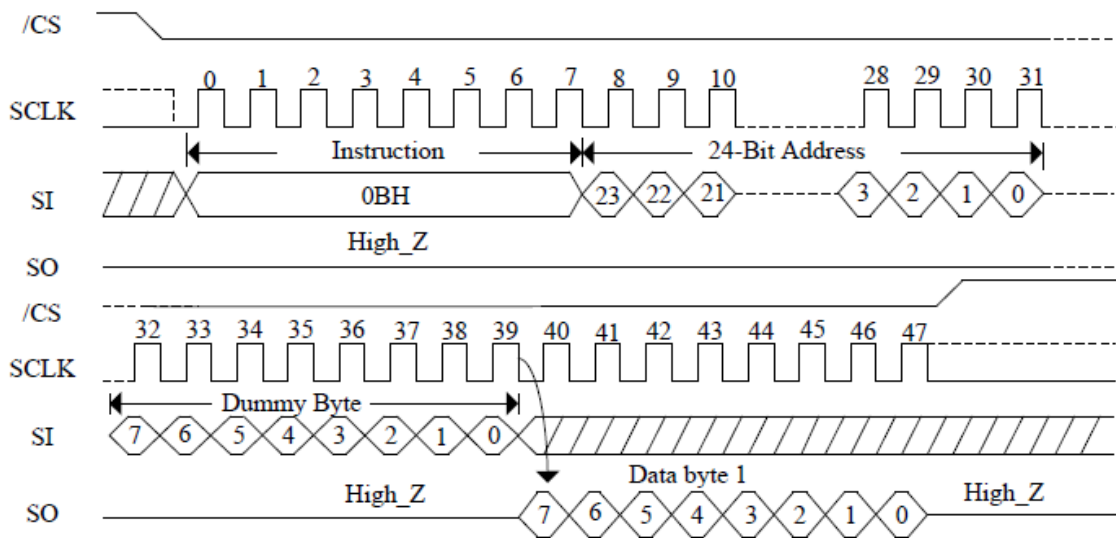 /CS
0 1 2 3 4 5 6 7 8 9 10 28 29 30 31
SCLK
Instruction 24-Bit Address
SI 0BH 23 22 21 3 2 1 0
High_Z
SO
/CS
32 33 34 35 36 37 38 39 40 41 42 43 44 45 46 47
SCLK
Dummy Byte
SI 7 6 5 4 3 2 1 0
High_Z Data byte 1 High_Z
SO 7 6 5 4 3 2 1 0